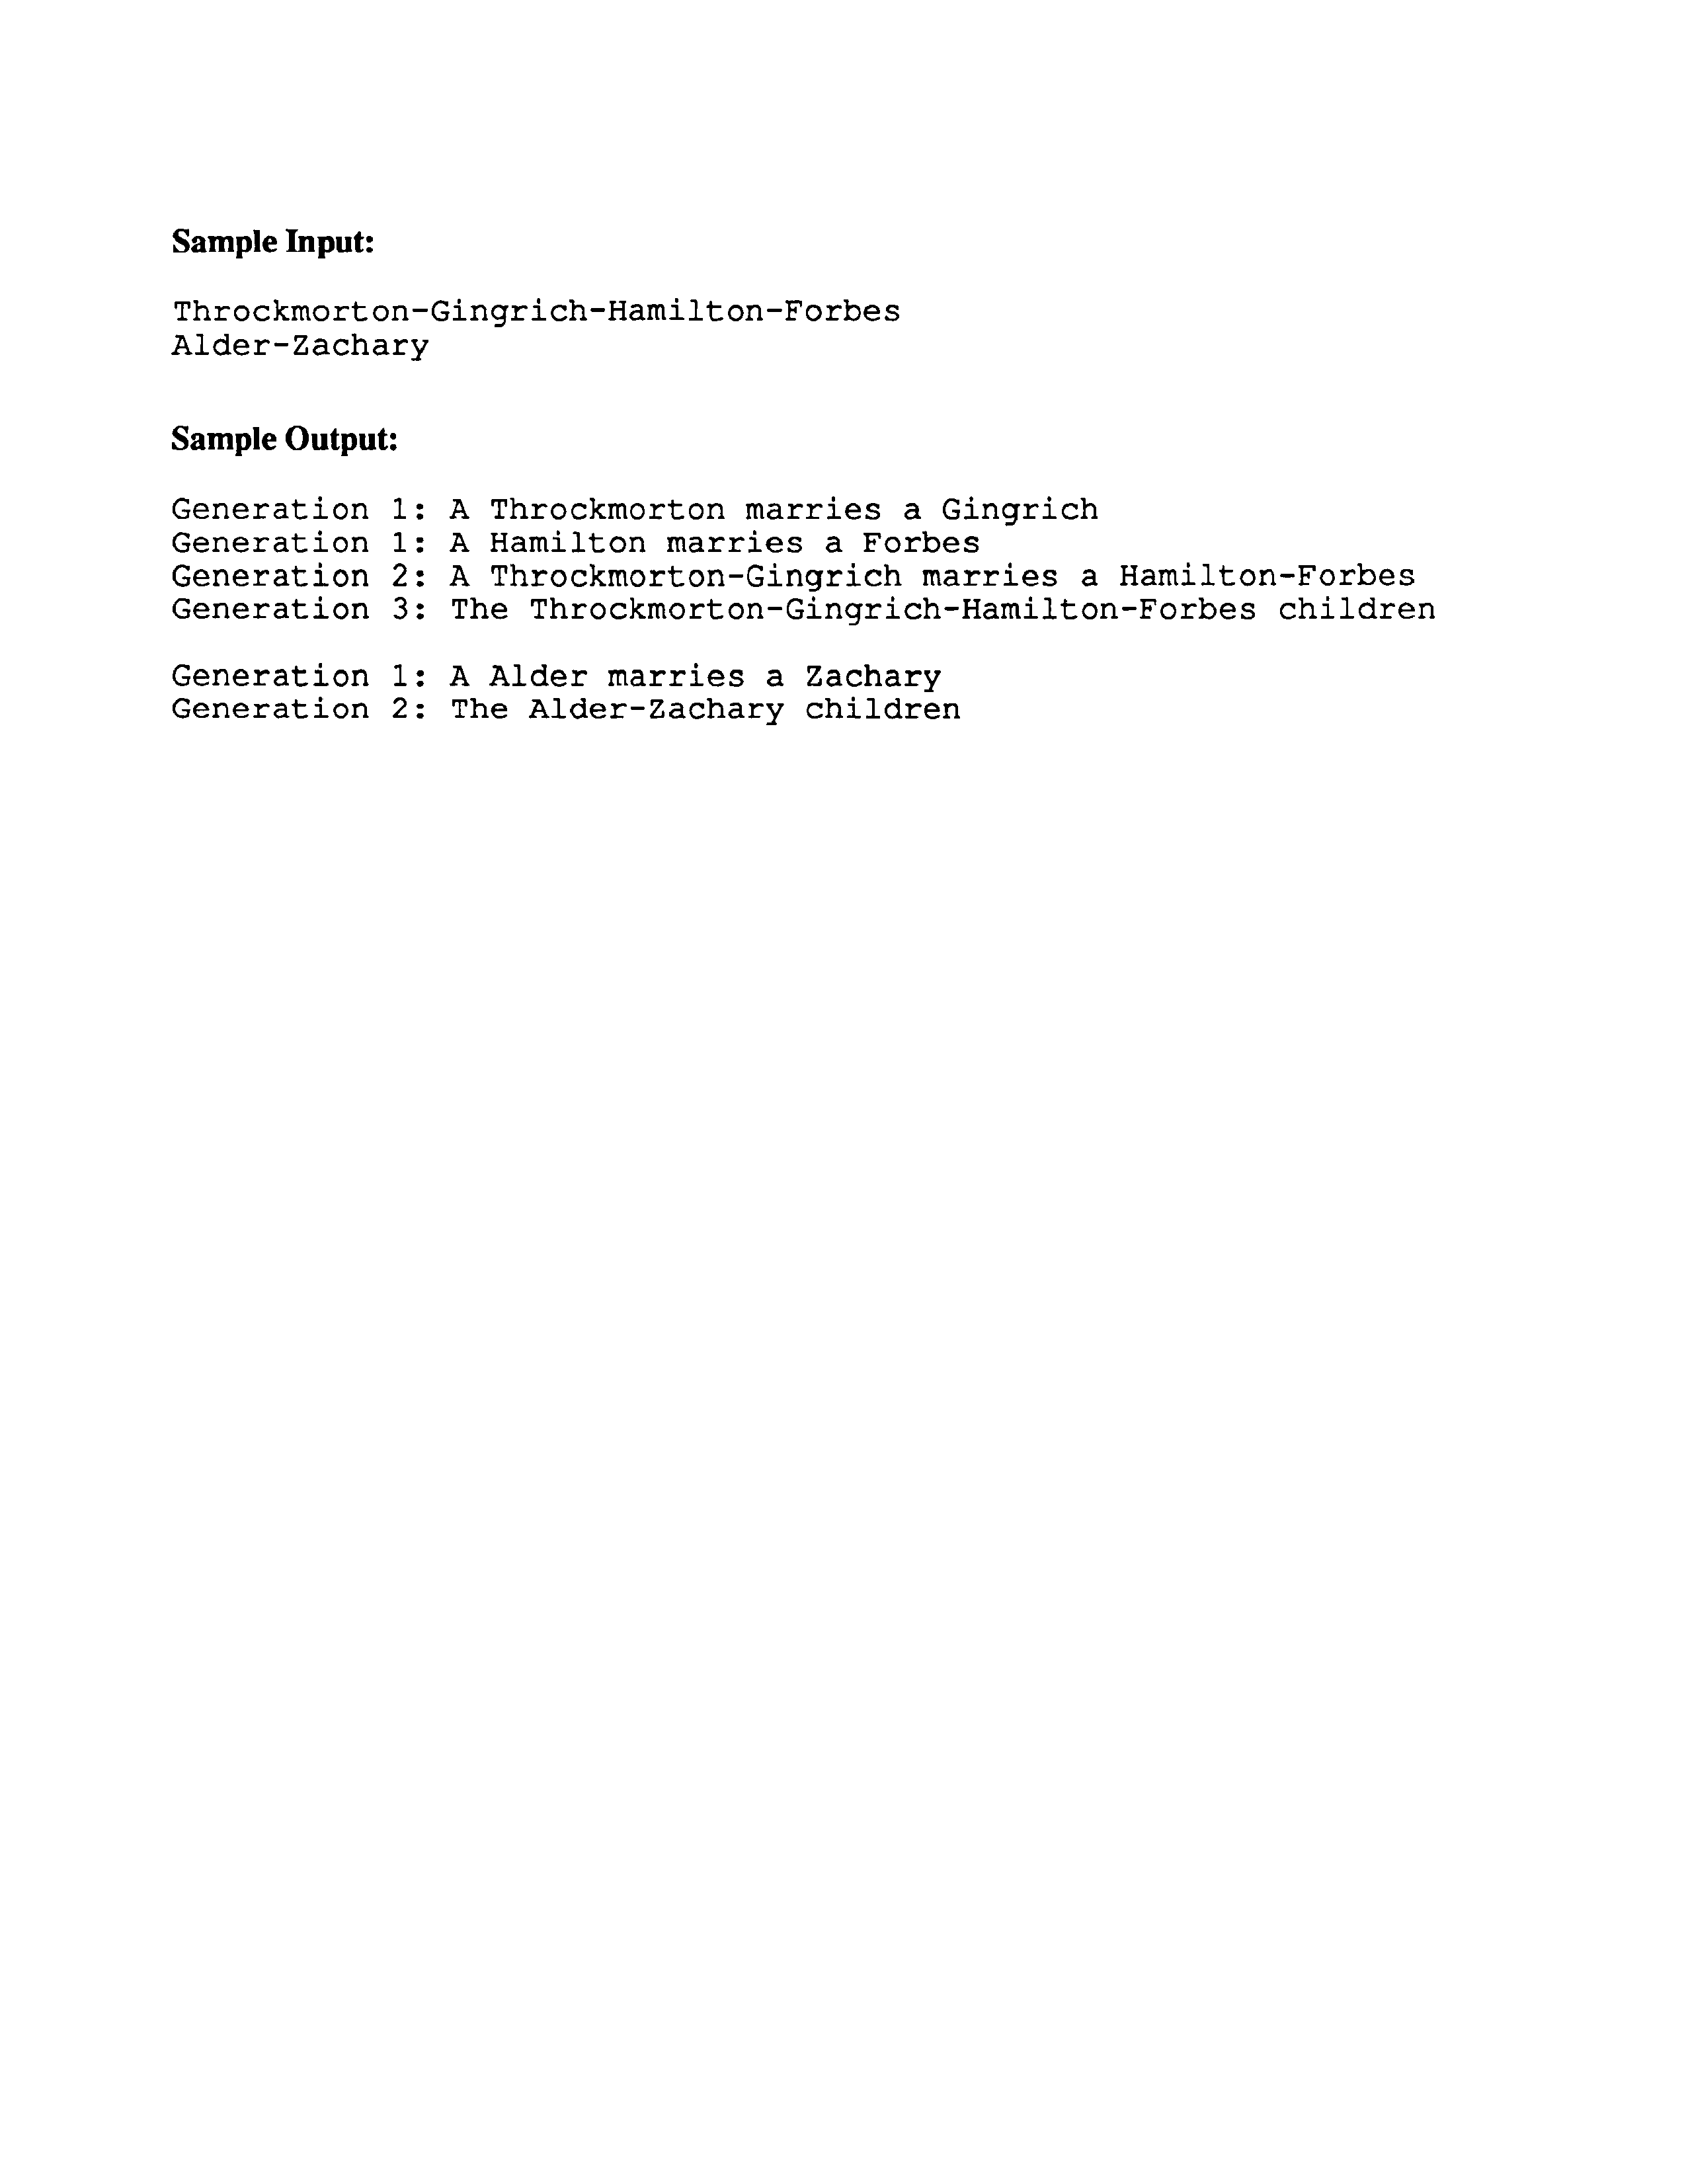 Sample Input:
Throckmorton-Gingrich-Hamilton-Forbes
Alder-Zachary
Sample Output:
Generation 1: A Throckmorton marries a Gingrich
Generation 1: A Hamilton marries a Forbes
Generation 2: A Throckmorton-Gingrich marries a Hamilton-Forbes
Generation 3: The Throckmorton-Gingrich-Hamilton-Forbes children
Generation 1: A Alder marries a Zachary
Generation 2: The Alder-Zachary children